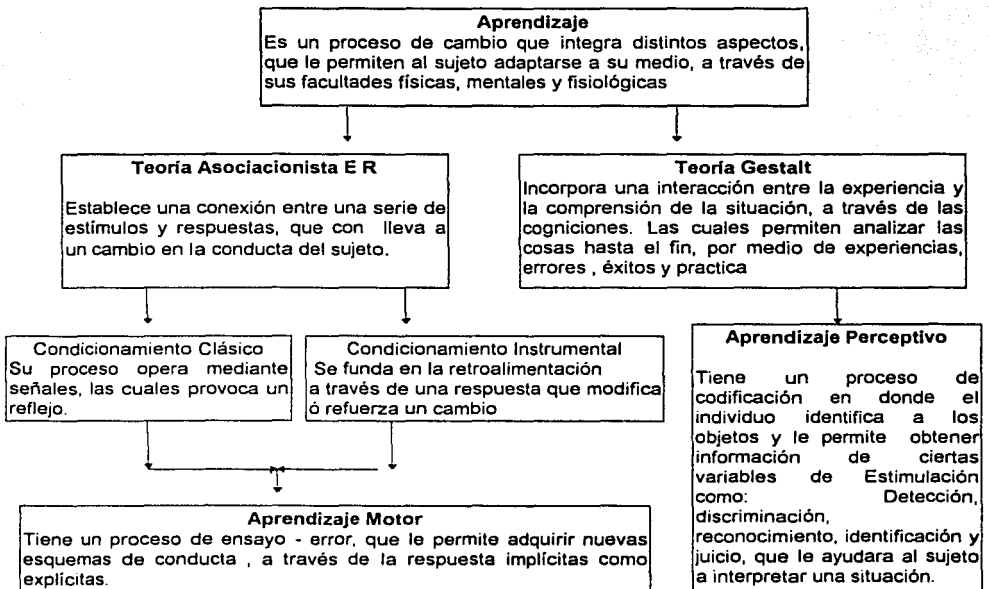 Aprendizaje
Es un proceso de cambio que integra distintos aspectos,
que le permiten al sujeto adaptarse a su medio, a través de
sus facultades físicas, mentales y fisiológicas
Teoría Asociacionista E R
Establece una conexión entre una serie de
estímulos y respuestas, que con lleva a
un cambio en la conducta del sujeto.
Teoría Gestalt
Incorpora una interacción entre la experiencia y
la comprensión de la situación, a través de las
cogniciones. Las cuales permiten analizar las
cosas hasta el fin, por medio de experiencias,
errores , éxitos y practica
Condicionamiento Clásico
Su proceso opera mediante
señales, las cuales provoca un
reflejo.
Condicionamiento Instrumental
Se funda en la retroalimentación
a través de una respuesta que modifica
ó refuerza un cambio
Aprendizaje Perceptivo
Tiene un proceso de
codificación en donde el
individuo identifica a los
objetos y le permite obtener
información de ciertas
variables de Estimulación
como: Detección,
discriminación,
reconocimiento, identificación y
juicio, que le ayudara al sujeto
a interpretar una situación.
Aprendizaje Motor
Tiene un proceso de ensayo - error, que le permite adquirir nuevas
esquemas de conducta , a través de la respuesta implícitas como
explícitas.